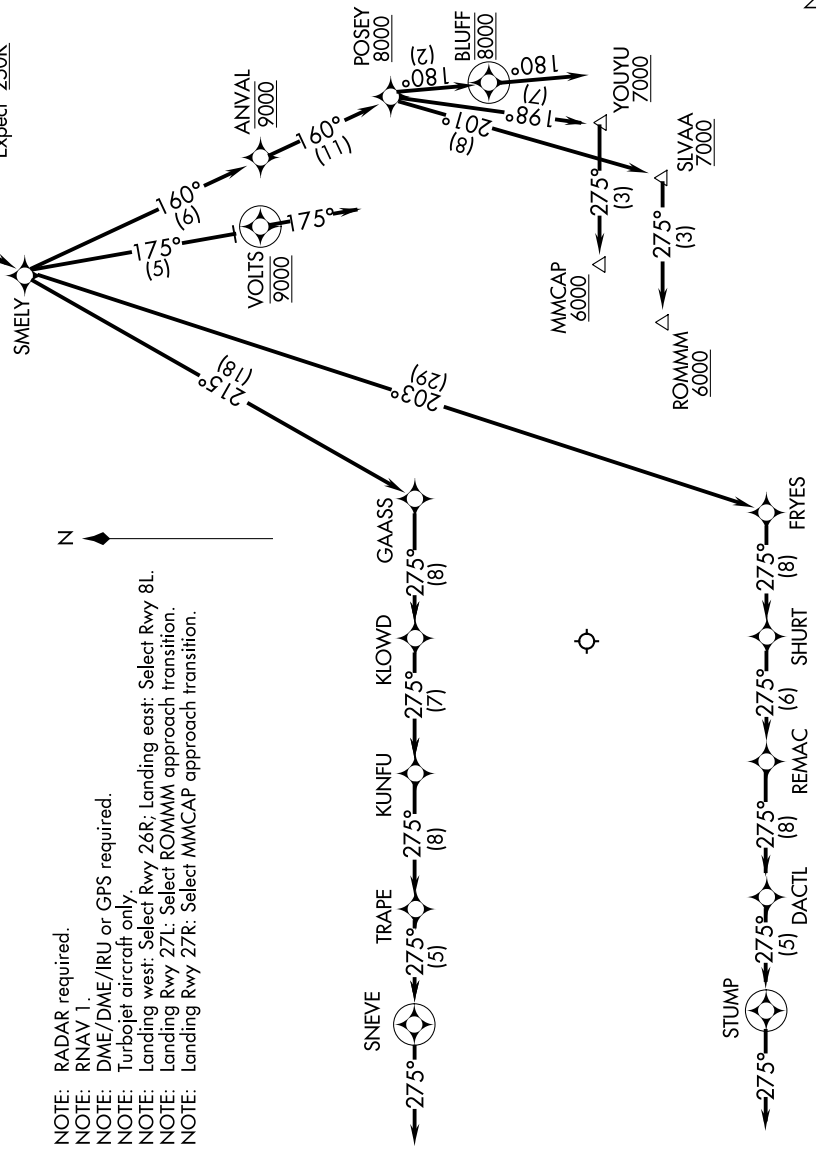 Expect 250K
NOTE: RADAR required.
NOTE: RNAV 1.
NOTE: DME/DME/IRU or GPS required.
NOTE: Turbojet aircraft only.
NOTE: Landing west: Select Rwy 26R; Landing east: Select Rwy 8L.
NOTE: Landing Rwy 27L: Select ROMMM approach transition.
NOTE: Landing Rwy 27R: Select MMCAP approach transition.
N
SMELY
160°
(9)
ANVAL
9000
160°
(11)
POSEY
8000
175°
(5)
VOLTS
9000
175°
180°
(2)
BLUFF
8000
180°
198°
(7)
YOUYU
7000
201°
(8)
SLVAA
7000
275°
(3)
MMCAP
6000
275°
(3)
ROMMM
6000
215°
(18)
203°
(29)
GAASS
275°
(8)
KLOWD
275°
(7)
KUNFU
275°
(8)
TRAPE
275°
(5)
SNEVE
275°
FRYES
275°
(8)
SHURT
275°
(6)
REMAC
275°
(8)
DACTL
275°
(5)
STUMP
275°